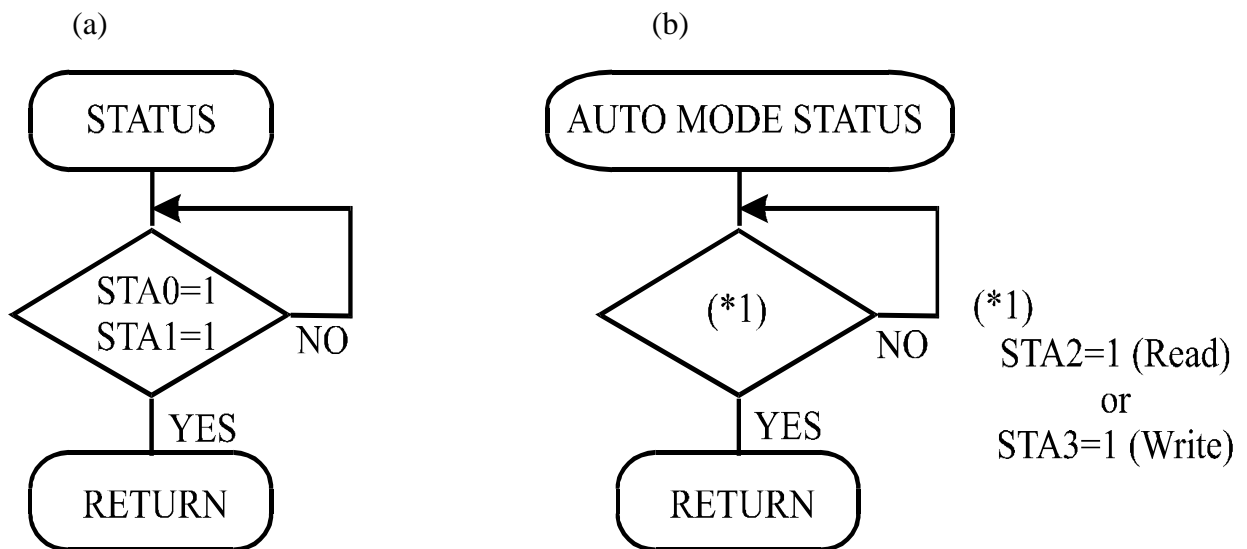 (a)
STATUS
STA0=1
STA1=1
NO
YES
RETURN
(b)
AUTO MODE STATUS
(*1)
NO
YES
RETURN
(*1)
STA2=1 (Read)
or
STA3=1 (Write)